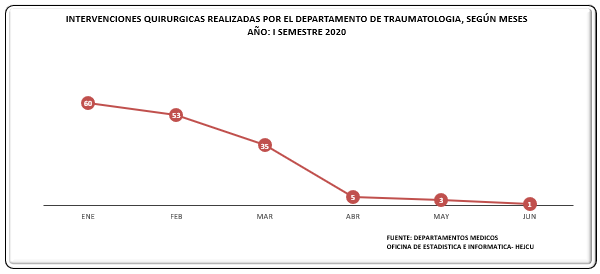 INTERVENCIONES QUIRURGICAS REALIZADAS POR EL DEPARTAMENTO DE TRAUMATOLOGIA, SEGÚN MESES
AÑO: I SEMESTRE 2020
60
53
35
5
3
1
ENE FEB MAR ABR MAY JUN
FUENTE: DEPARTAMENTOS MEDICOS
OFICINA DE ESTADISTICA E INFORMATICA- HEJCU